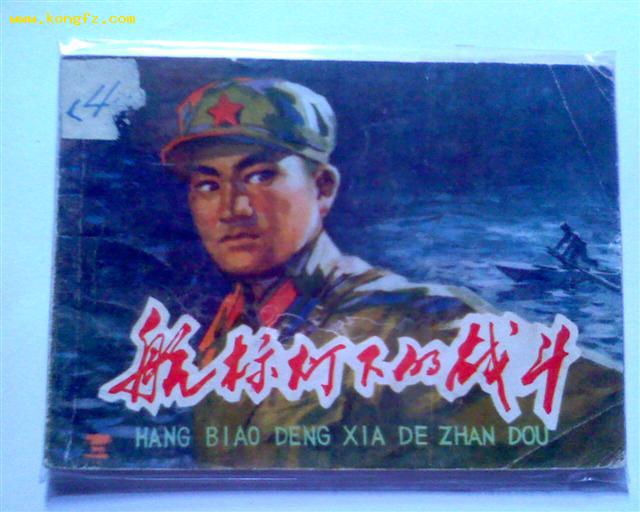 www.kongfz.com
<4
航标灯下的战斗
HANG BIAO DENG XIA DE ZHAN DOU